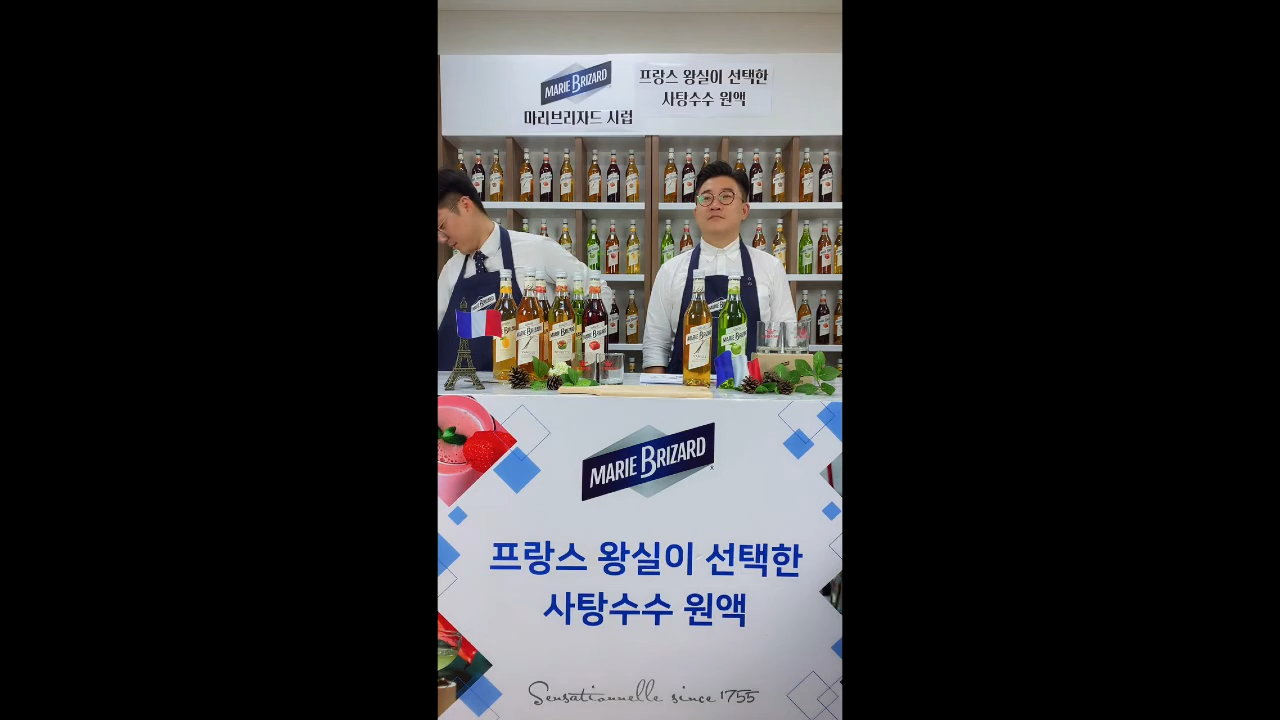 MARIE BRIZARD
마리브리자드 시럽
프랑스 왕실이 선택한
사탕수수 원액
MARIE BRIZARD
프랑스 왕실이 선택한
사탕수수 원액
Sensationnelle since 1755